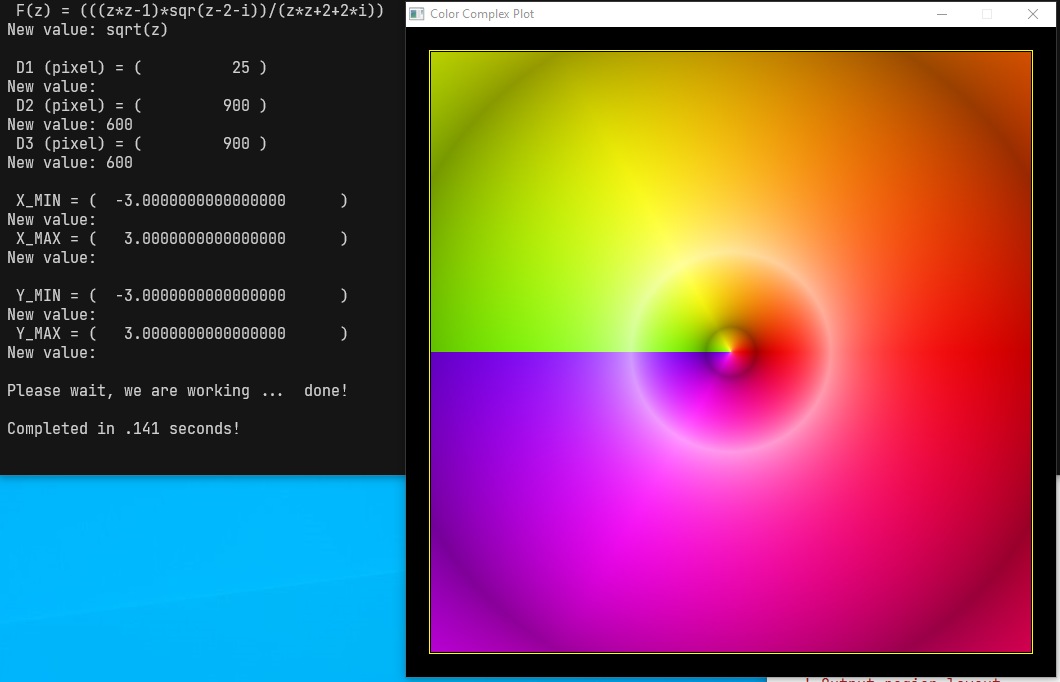 F(z) = (((z*z-1)*sqr(z-2-i))/(z*z+2+2*i))
New value: sqrt(z)
D1 (pixel) = (          25 )
New value:
D2 (pixel) = (         900 )
New value: 600
D3 (pixel) = (         900 )
New value: 600
X_MIN = (  -3.0000000000000000      )
New value:
X_MAX = (   3.0000000000000000      )
New value:
Y_MIN = (  -3.0000000000000000      )
New value:
Y_MAX = (   3.0000000000000000      )
New value:
Please wait, we are working ...  done!
Completed in .141 seconds!
Color Complex Plot